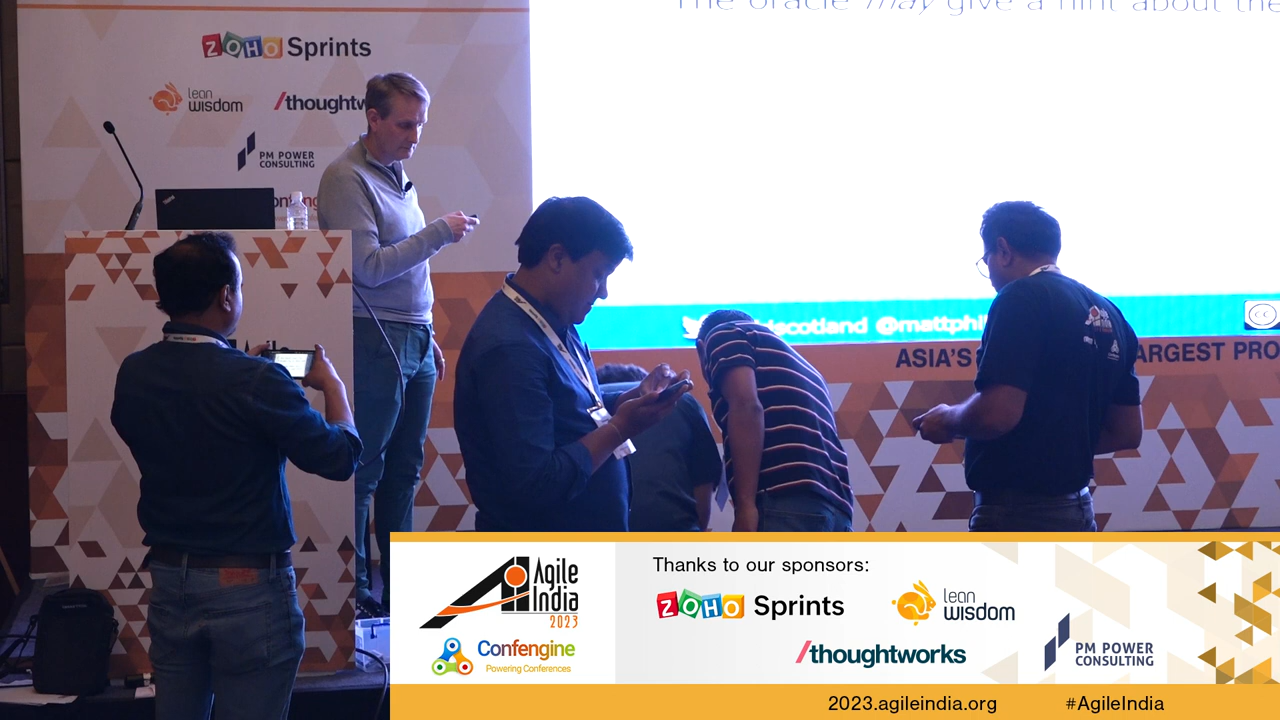 The oracle may give a hint about the
ZOHO Sprints
lean
wisdom
/thoughtw
PM POWER
CONSULTING
scotland @mattphil
ASIA'S
ARGEST PRO
Agile
India
2023
Confengine
Powering Conferences
Thanks to our sponsors:
ZOHO Sprints
lean
wisdom
/thoughtworks
PM POWER
CONSULTING
2023.agileindia.org #AgileIndia